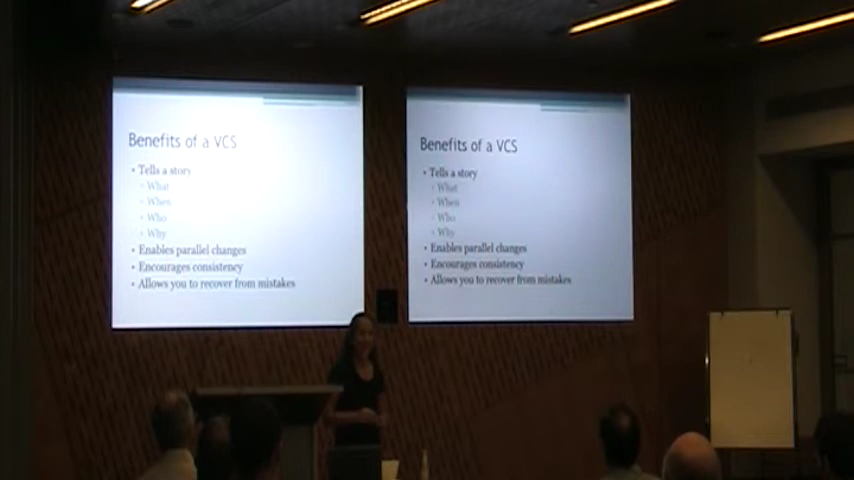 Benefits of a VCS
• Tells a story
• What
• When
• Who
• Why
• Enables parallel changes
• Encourages consistency
• Allows you to recover from mistakes
Benefits of a VCS
• Tells a story
• What
• When
• Who
• Why
• Enables parallel changes
• Encourages consistency
• Allows you to recover from mistakes